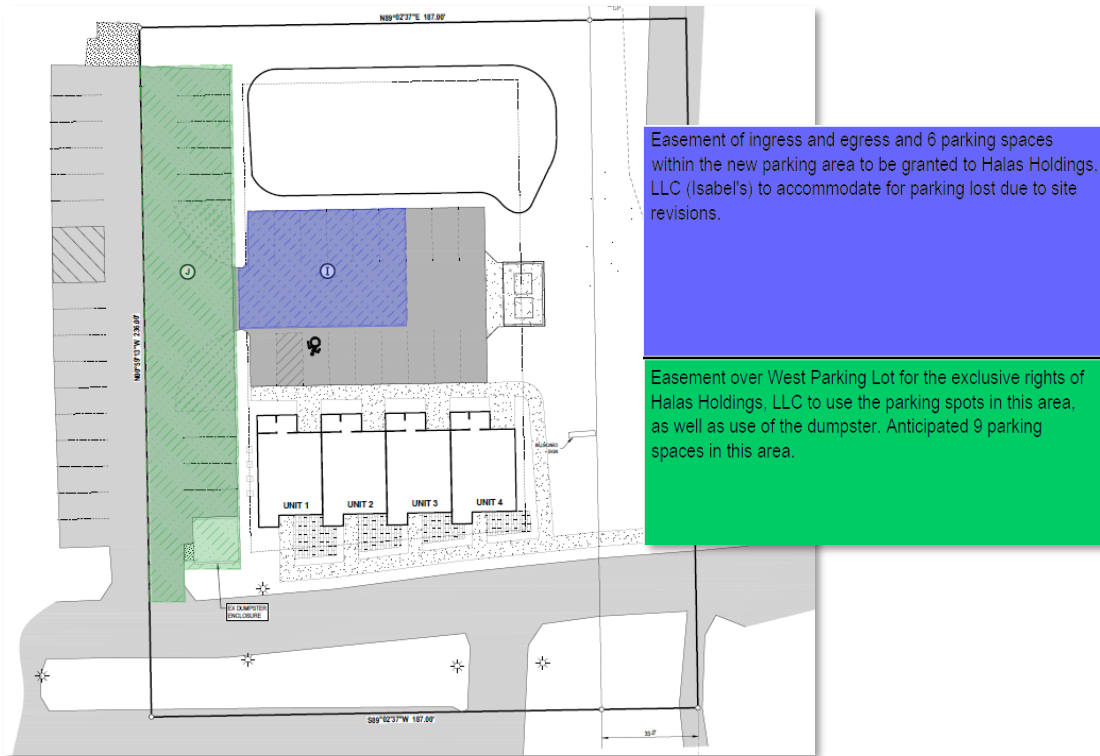 N89°02'37"E 187.00'
Easement of ingress and egress and 6 parking spaces
within the new parking area to be granted to Halas Holdings,
LLC (Isabel's) to accommodate for parking lost due to site
revisions.
J
I
Easement over West Parking Lot for the exclusive rights of
Halas Holdings, LLC to use the parking spots in this area,
as well as use of the dumpster. Anticipated 9 parking
spaces in this area.
UNIT 1
UNIT 2
UNIT 3
UNIT 4
EX DUMPSTER
ENCLOSURE
S89°02'37"W 187.00'